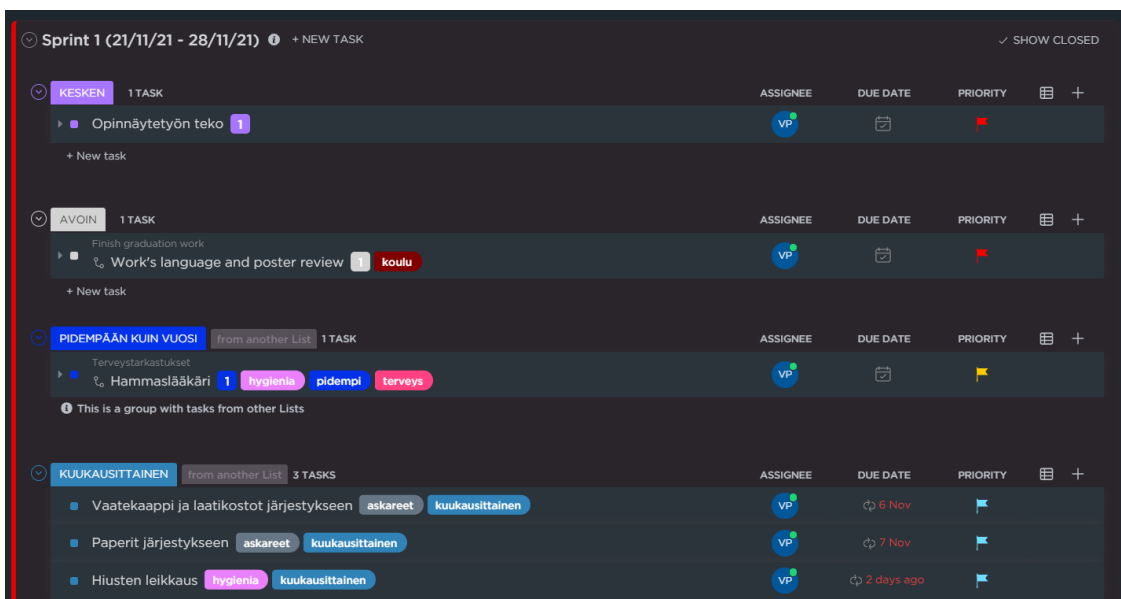 Sprint 1 (21/11/21 - 28/11/21) + NEW TASK SHOW CLOSED
KESKEN 1 TASK ASSIGNEE DUE DATE PRIORITY
Opinnäytetyön teko 1 VP
+ New task
AVOIN 1 TASK ASSIGNEE DUE DATE PRIORITY
Finish graduation work
Work's language and poster review 1 koulu VP
+ New task
PIDEMPÄÄN KUIN VUOSI from another List 1 TASK ASSIGNEE DUE DATE PRIORITY
Terveystarkastukset
Hammaslääkäri 1 hygienia pidempi terveys VP
This is a group with tasks from other Lists
KUUKAUSITTAINEN from another List 3 TASKS ASSIGNEE DUE DATE PRIORITY
Vaatekaappi ja laatikostot järjestykseen askareet kuukausittainen VP 6 Nov
Paperit järjestykseen askareet kuukausittainen VP 7 Nov
Hiusten leikkaus hygienia kuukausittainen VP 2 days ago